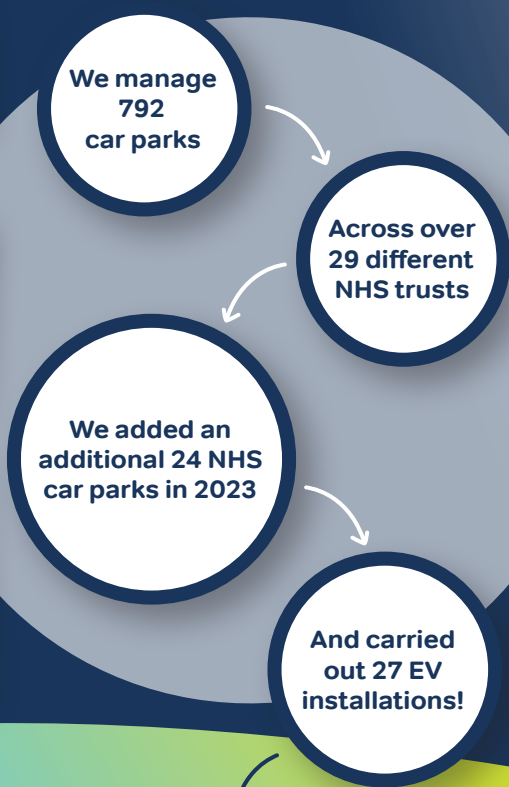 We manage
792
car parks
Across over
29 different
NHS trusts
We added an
additional 24 NHS
car parks in 2023
And carried
out 27 EV
installations!